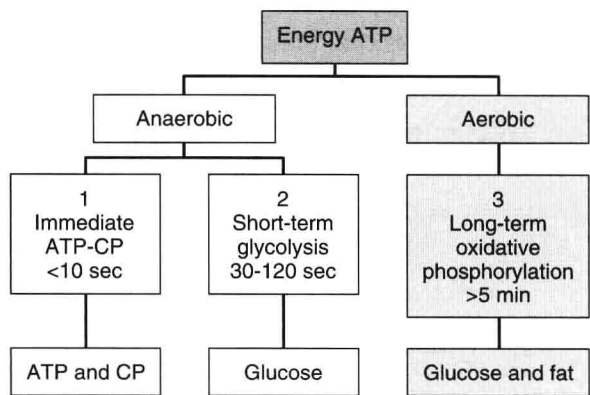 Energy ATP
Anaerobic
Aerobic
1
Immediate
ATP-CP
<10 sec
2
Short-term
glycolysis
30-120 sec
3
Long-term
oxidative
phosphorylation
>5 min
ATP and CP
Glucose
Glucose and fat